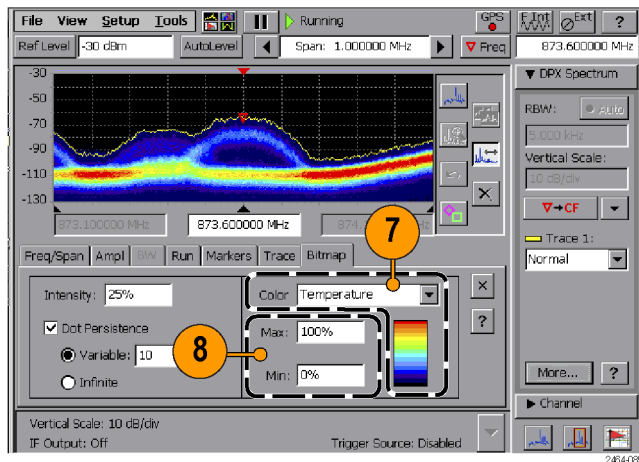 File View Setup Tools Running GPS F Int Ext ?
Ref Level -30 dBm AutoLevel Span: 1.000000 MHz Freq 873.600000 MHz
-30
-50
-70
-90
-110
-130
873.100000 MHz 873.600000 MHz 874.
DPX Spectrum
RBW: Auto
5.000 kHz
Vertical Scale:
10 dB/div
→CF
Trace 1:
Normal
More... ?
Channel
Freq/Span Ampl BW Run Markers Trace Bitmap
7
Intensity: 25%
Color Temperature
Dot Persistence
Max: 100%
?
Variable: 10
8
Min: 0%
Infinite
Vertical Scale: 10 dB/div
IF Output: Off Trigger Source: Disabled
2464-08